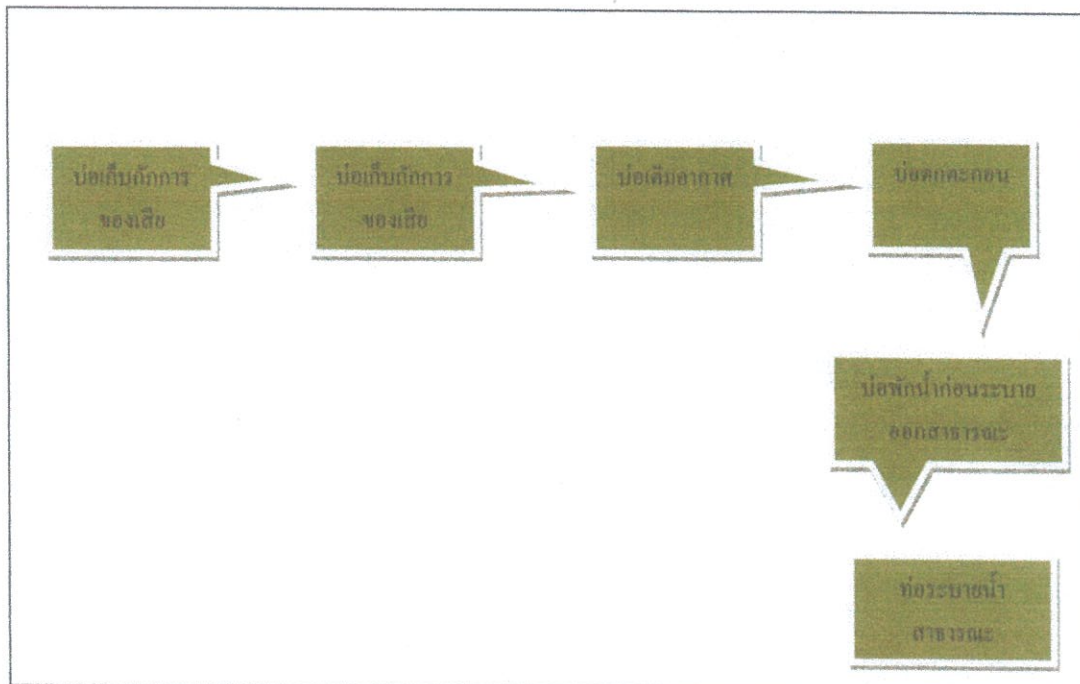 บ่อเก็บกักการ
ของเสีย
บ่อเก็บกักการ
ของเสีย
บ่อเติมอากาศ
บ่อตกตะกอน
บ่อพักน้ำก่อนระบาย
ออกสาธารณะ
ท่อระบายน้ำ
สาธารณะ